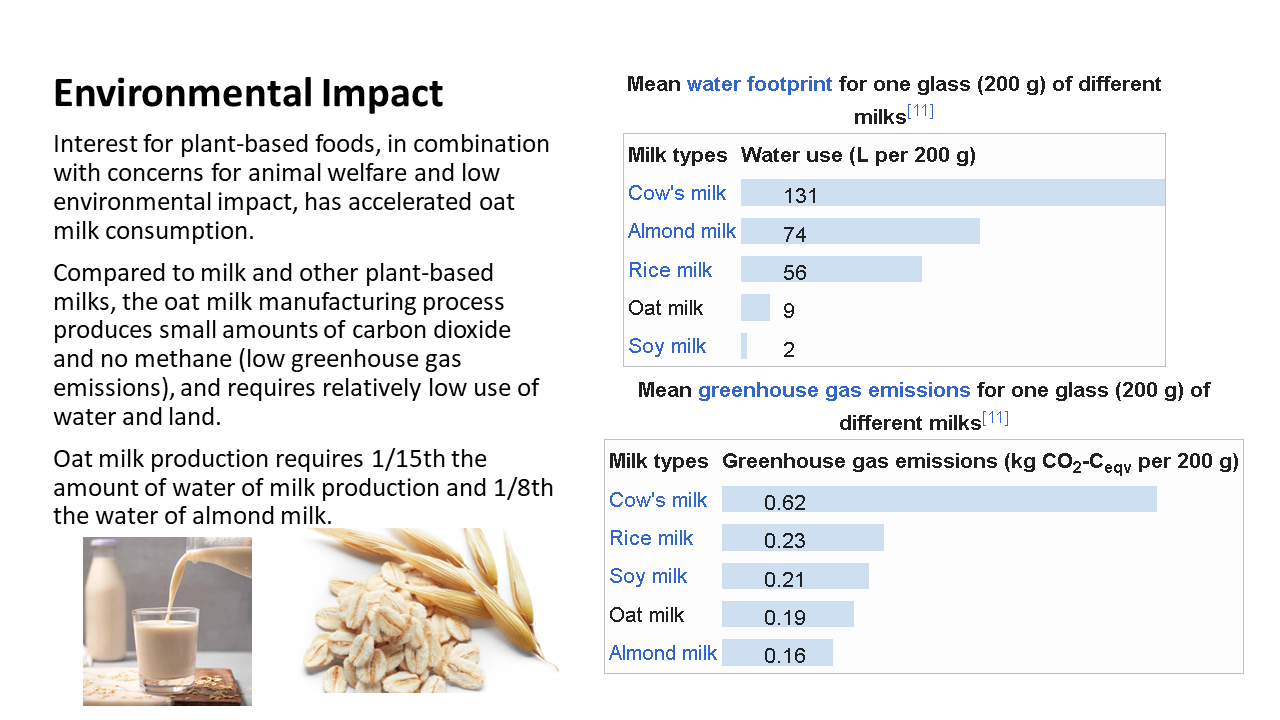 Environmental Impact
Interest for plant-based foods, in combination
with concerns for animal welfare and low
environmental impact, has accelerated oat
milk consumption.
Compared to milk and other plant-based
milks, the oat milk manufacturing process
produces small amounts of carbon dioxide
and no methane (low greenhouse gas
emissions), and requires relatively low use of
water and land.
Oat milk production requires 1/15th the
amount of water of milk production and 1/8th
the water of almond milk.
Mean water footprint for one glass (200 g) of different
milks[11]
Milk types Water use (L per 200 g)
Cow's milk 131
Almond milk 74
Rice milk 56
Oat milk 9
Soy milk 2
Mean greenhouse gas emissions for one glass (200 g) of
different milks[11]
Milk types Greenhouse gas emissions (kg CO2-Ceqv per 200 g)
Cow's milk 0.62
Rice milk 0.23
Soy milk 0.21
Oat milk 0.19
Almond milk 0.16